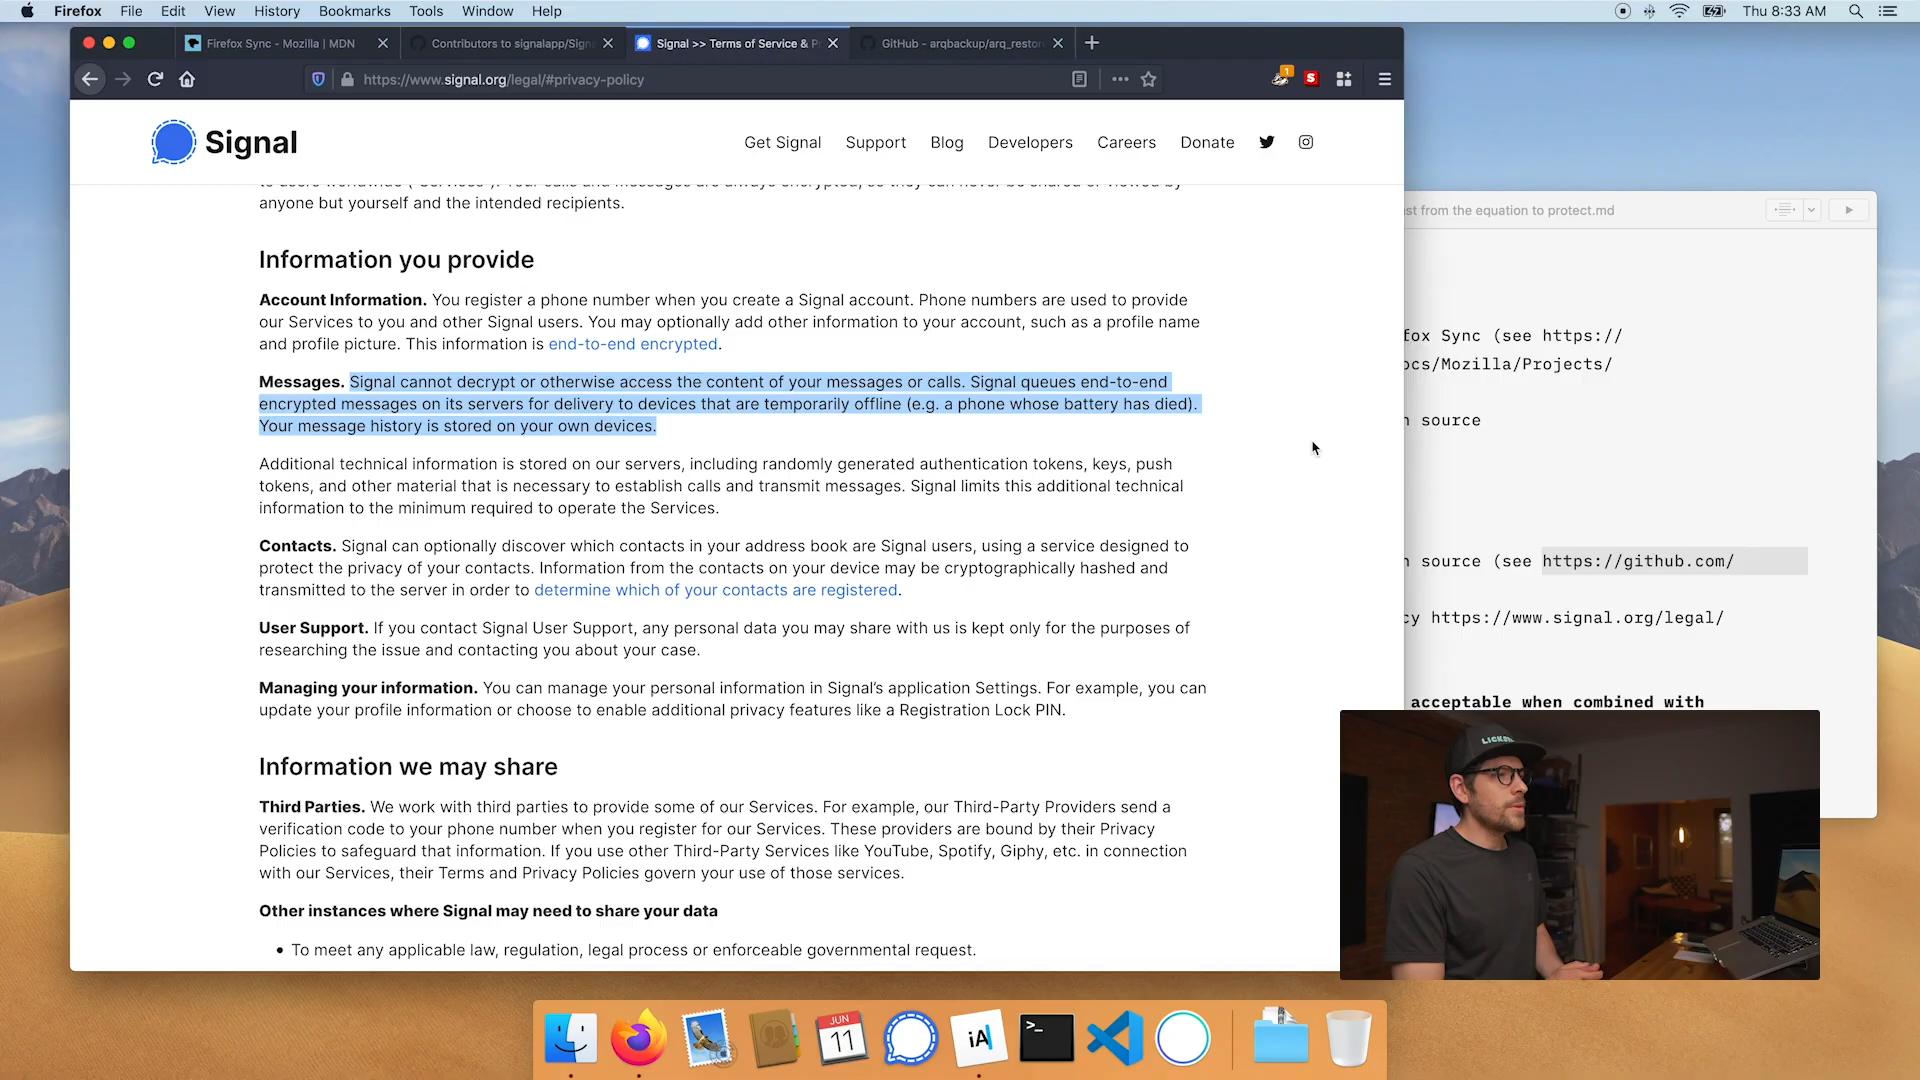 Firefox File Edit View History Bookmarks Tools Window Help
Thu 8:33 AM
Firefox Sync - Mozilla | MDN
Contributors to signalapp/Sign
Signal >> Terms of Service & P
GitHub - arqbackup/arq_restor
https://www.signal.org/legal/#privacy-policy
1
S
Signal
Get Signal Support Blog Developers Careers Donate
anyone but yourself and the intended recipients.
Information you provide
Account Information. You register a phone number when you create a Signal account. Phone numbers are used to provide
our Services to you and other Signal users. You may optionally add other information to your account, such as a profile name
and profile picture. This information is end-to-end encrypted.
Messages. Signal cannot decrypt or otherwise access the content of your messages or calls. Signal queues end-to-end
encrypted messages on its servers for delivery to devices that are temporarily offline (e.g. a phone whose battery has died).
Your message history is stored on your own devices.
Additional technical information is stored on our servers, including randomly generated authentication tokens, keys, push
tokens, and other material that is necessary to establish calls and transmit messages. Signal limits this additional technical
information to the minimum required to operate the Services.
Contacts. Signal can optionally discover which contacts in your address book are Signal users, using a service designed to
protect the privacy of your contacts. Information from the contacts on your device may be cryptographically hashed and
transmitted to the server in order to determine which of your contacts are registered.
User Support. If you contact Signal User Support, any personal data you may share with us is kept only for the purposes of
researching the issue and contacting you about your case.
Managing your information. You can manage your personal information in Signal's application Settings. For example, you can
update your profile information or choose to enable additional privacy features like a Registration Lock PIN.
Information we may share
Third Parties. We work with third parties to provide some of our Services. For example, our Third-Party Providers send a
verification code to your phone number when you register for our Services. These providers are bound by their Privacy
Policies to safeguard that information. If you use other Third-Party Services like YouTube, Spotify, Giphy, etc. in connection
with our Services, their Terms and Privacy Policies govern your use of those services.
Other instances where Signal may need to share your data
• To meet any applicable law, regulation, legal process or enforceable governmental request.
st from the equation to protect.md
fox Sync (see https://
ocs/Mozilla/Projects/
n source
n source (see https://github.com/
cy https://www.signal.org/legal/
acceptable when combined with
JUN
11
iA
>_